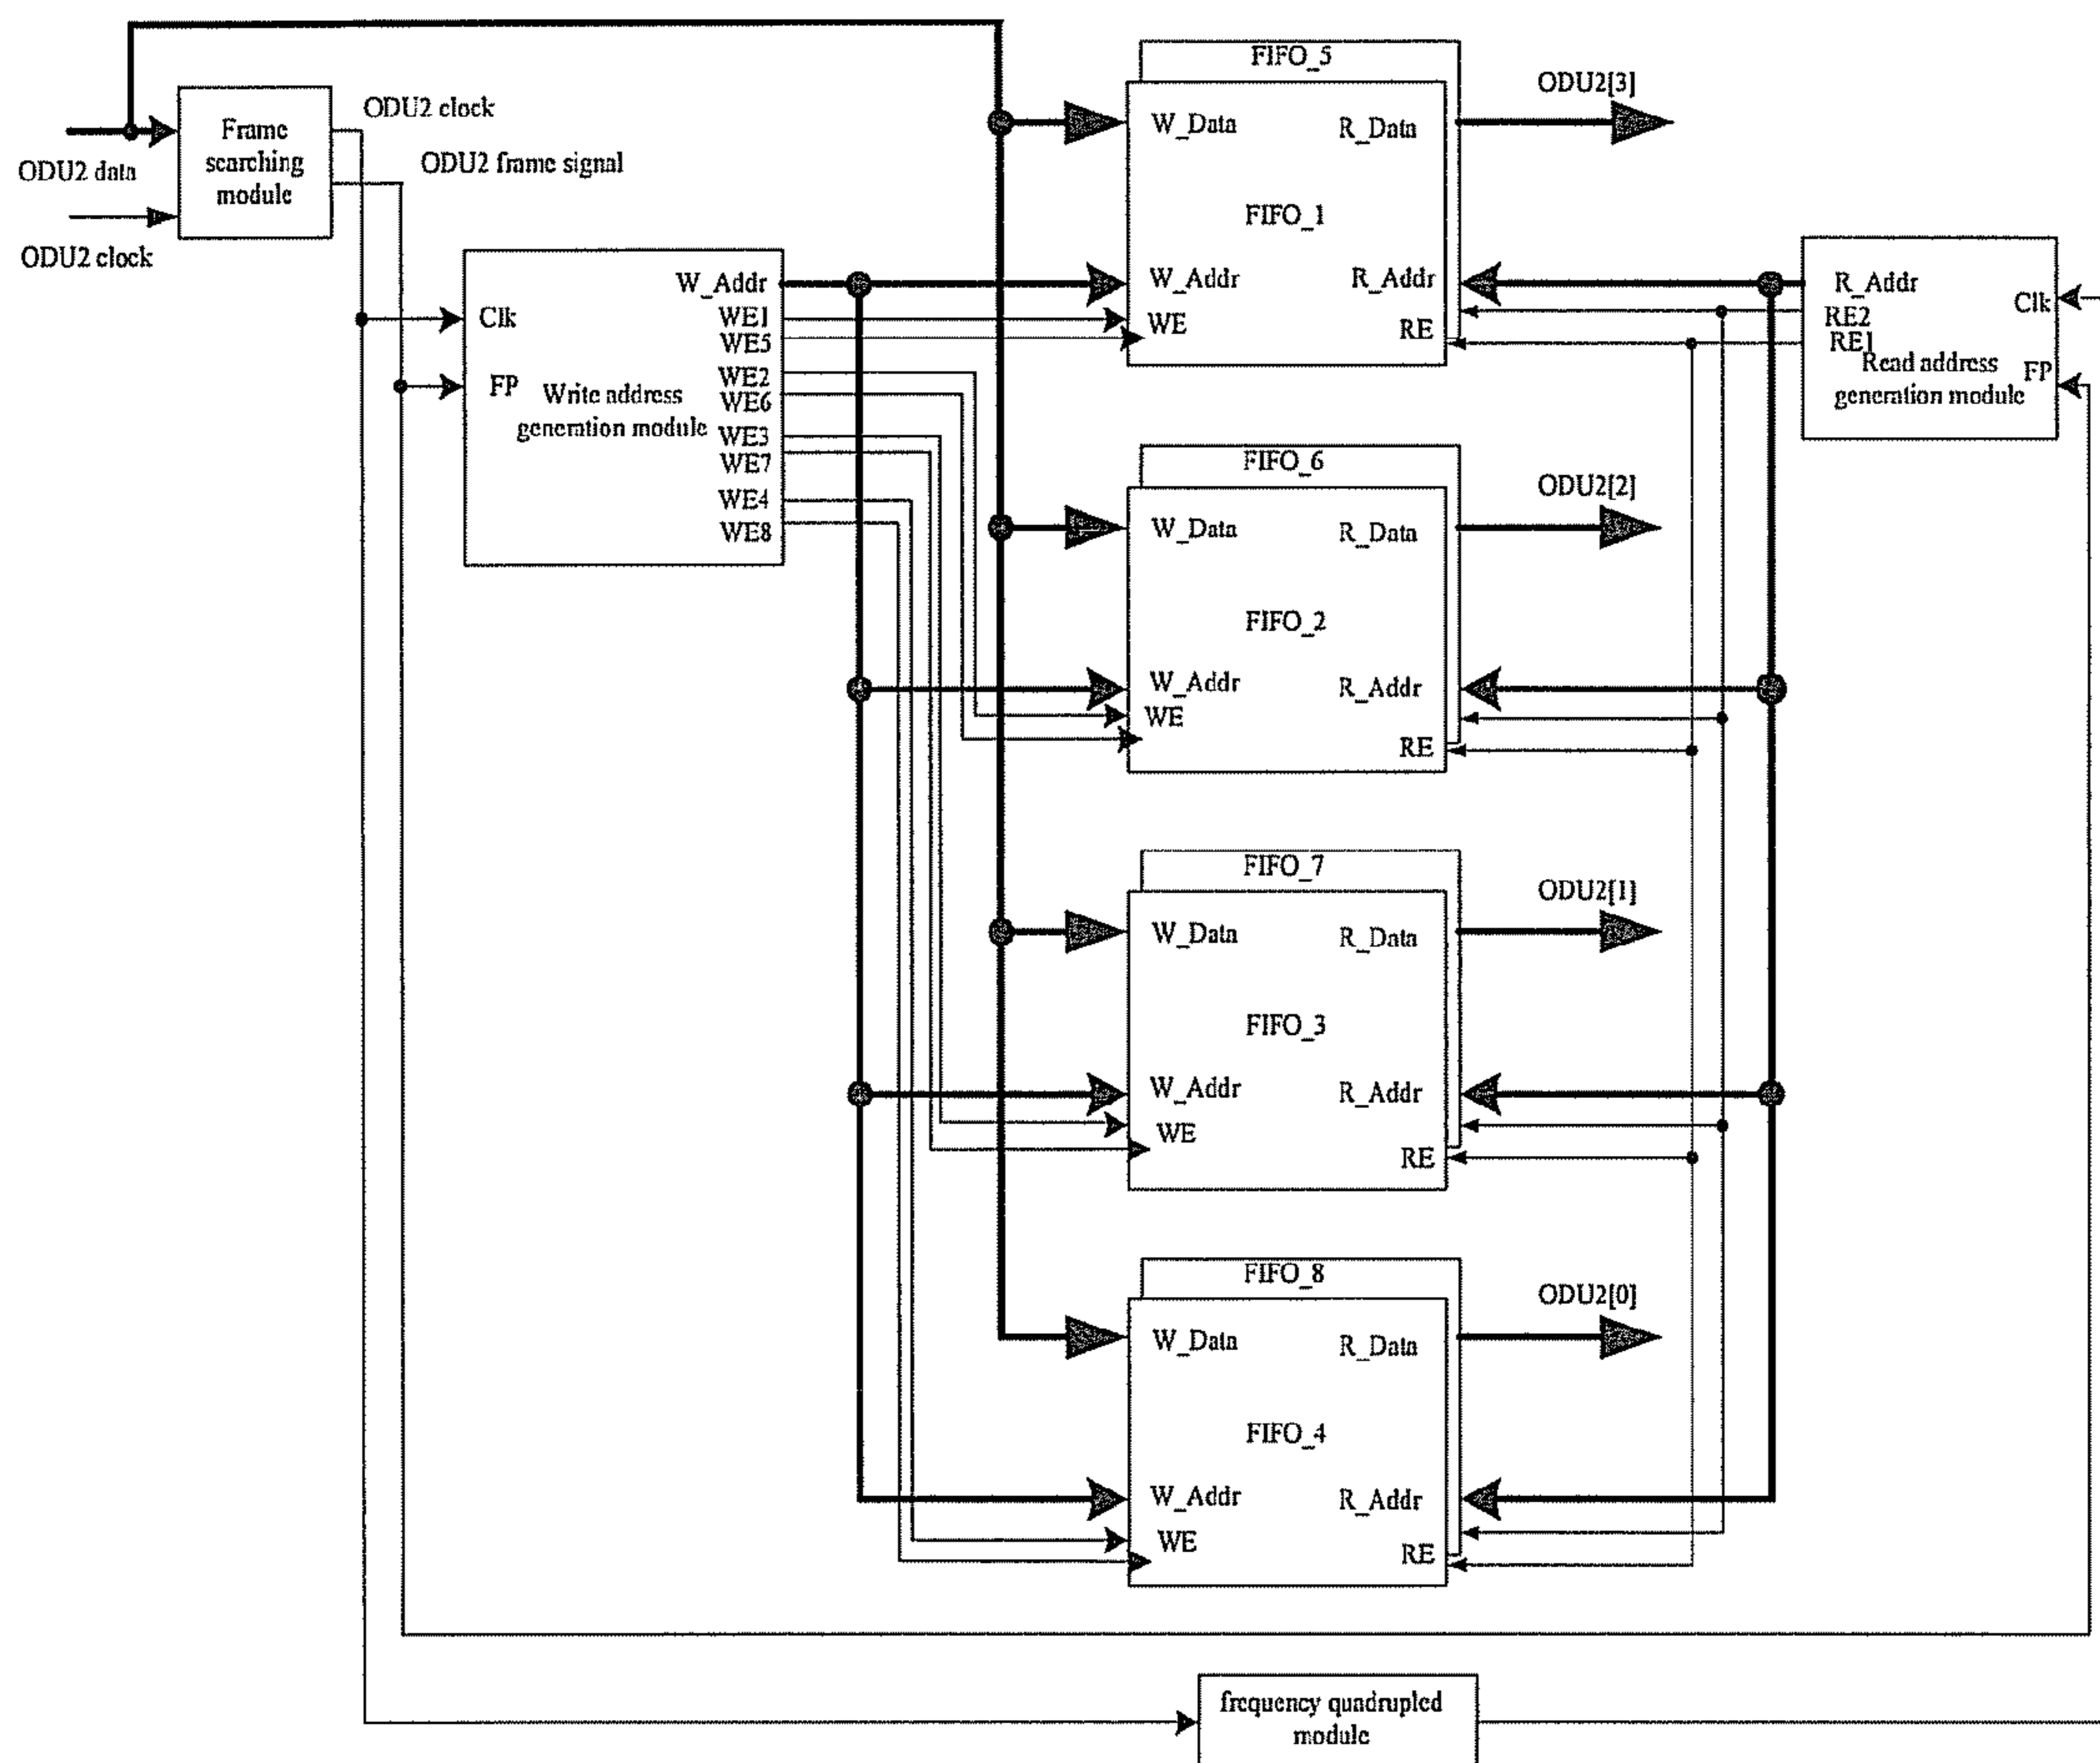 ODU2 data
ODU2 clock
Frame
searching
module
ODU2 clock
ODU2 frame signal
Clk
FP
W_Addr
WE1
WE5
WE2
WE6
WE3
WE7
WE4
WE8
Write address
generation module
FIFO_5
W_Data
R_Data
FIFO_1
W_Addr
R_Addr
WE
RE
ODU2[3]
FIFO_6
W_Data
R_Data
FIFO_2
W_Addr
R_Addr
WE
RE
ODU2[2]
FIFO_7
W_Data
R_Data
FIFO_3
W_Addr
R_Addr
WE
RE
ODU2[1]
FIFO_8
W_Data
R_Data
FIFO_4
W_Addr
R_Addr
WE
RE
ODU2[0]
R_Addr
RE2
RE1
Clk
FP
Read address
generation module
frequency quadrupled
module